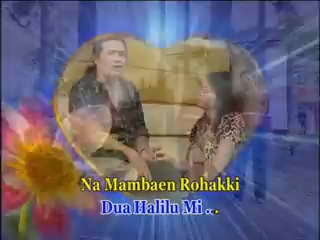 Na Mambaen Rohakki
Dua Halilu Mi . . .